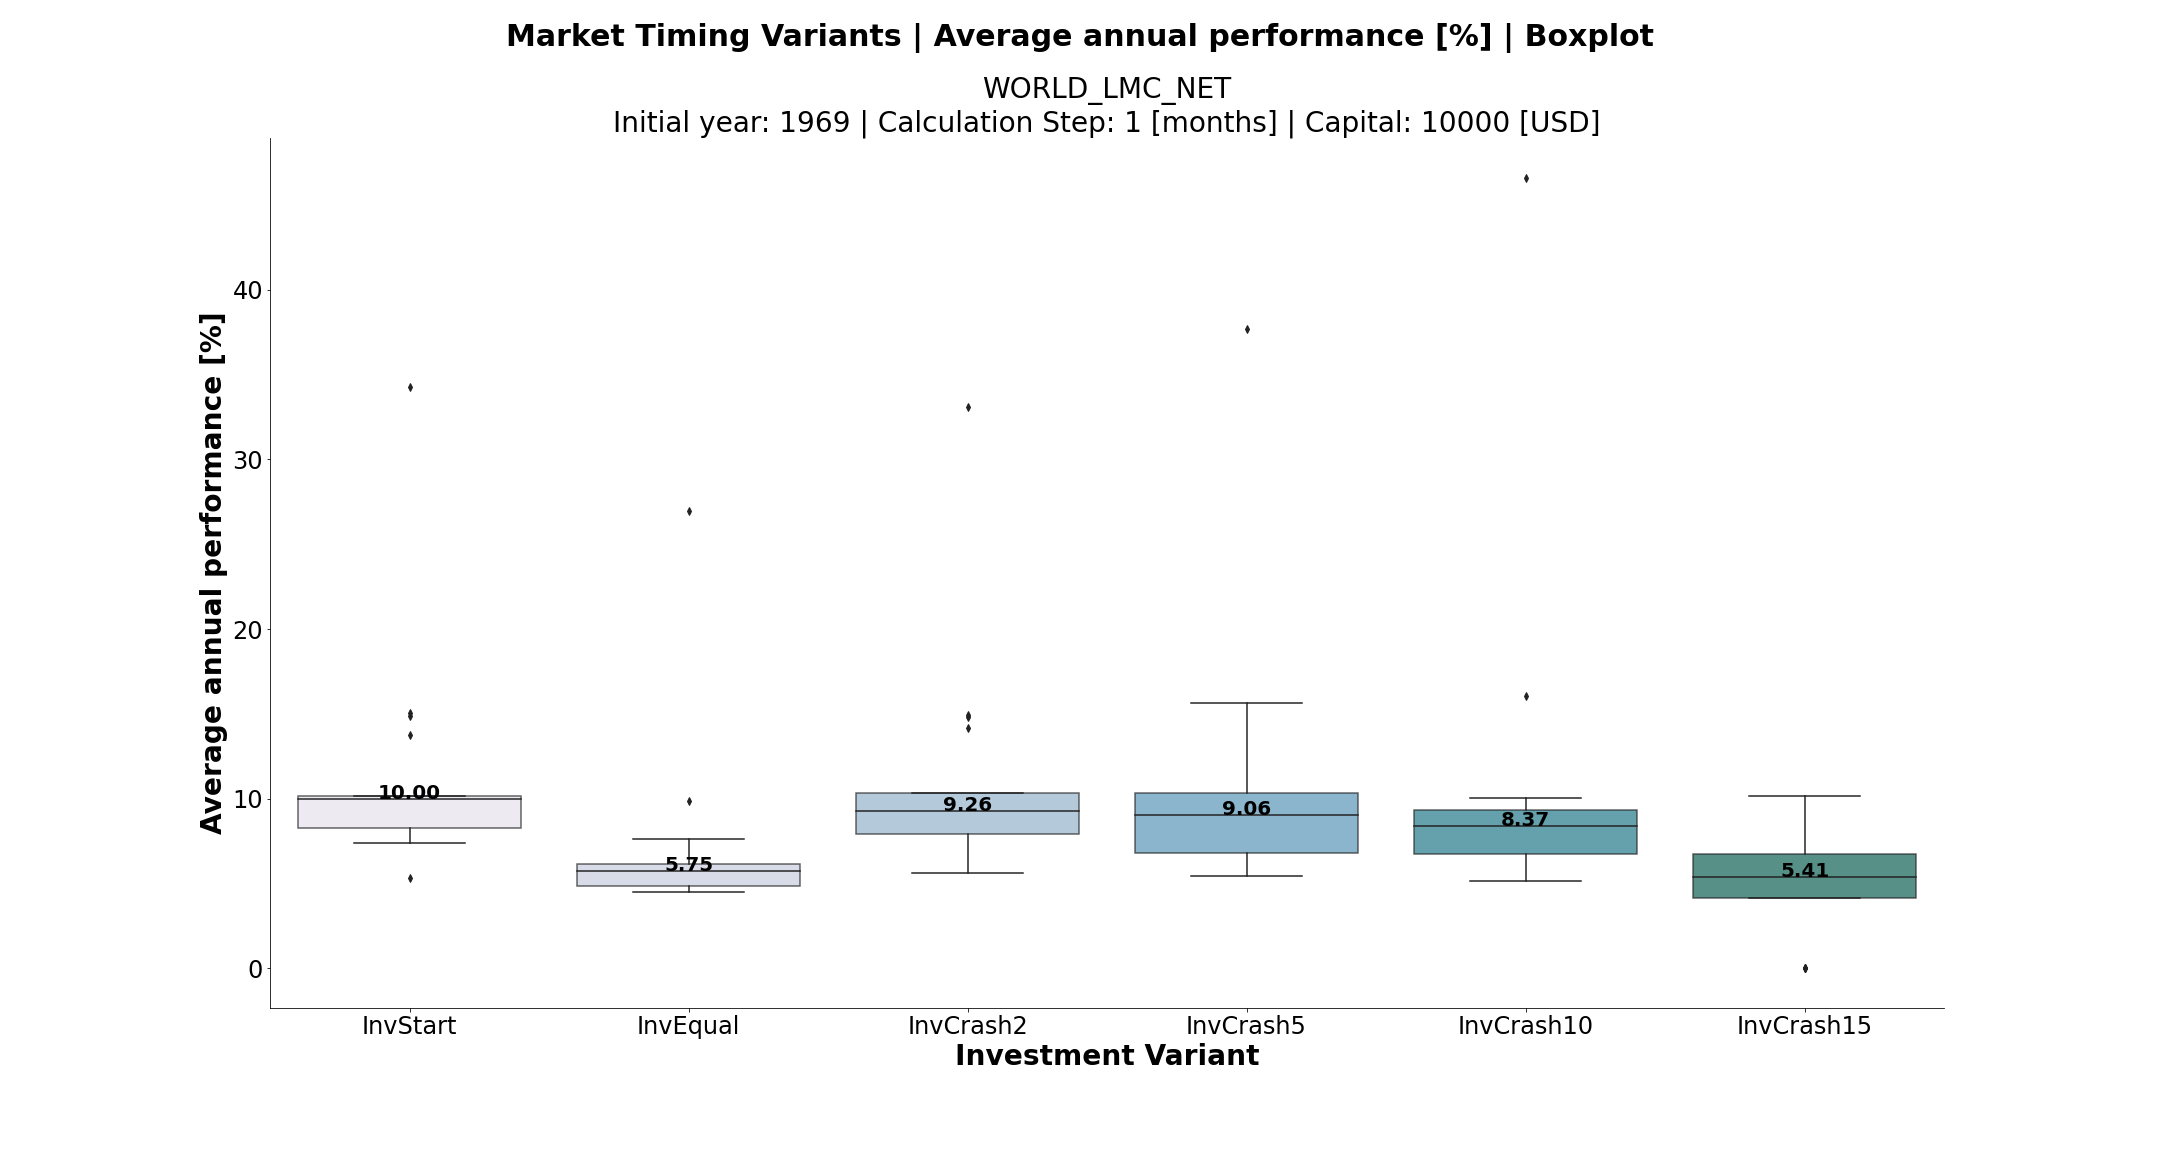 Market Timing Variants | Average annual performance [%] | Boxplot
WORLD_LMC_NET
Initial year: 1969 | Calculation Step: 1 [months] | Capital: 10000 [USD]
Average annual performance [%]
40
30
20
10
0
10.00
5.75
9.26
9.06
8.37
5.41
InvStart
InvEqual
InvCrash2
InvCrash5
InvCrash10
InvCrash15
Investment Variant